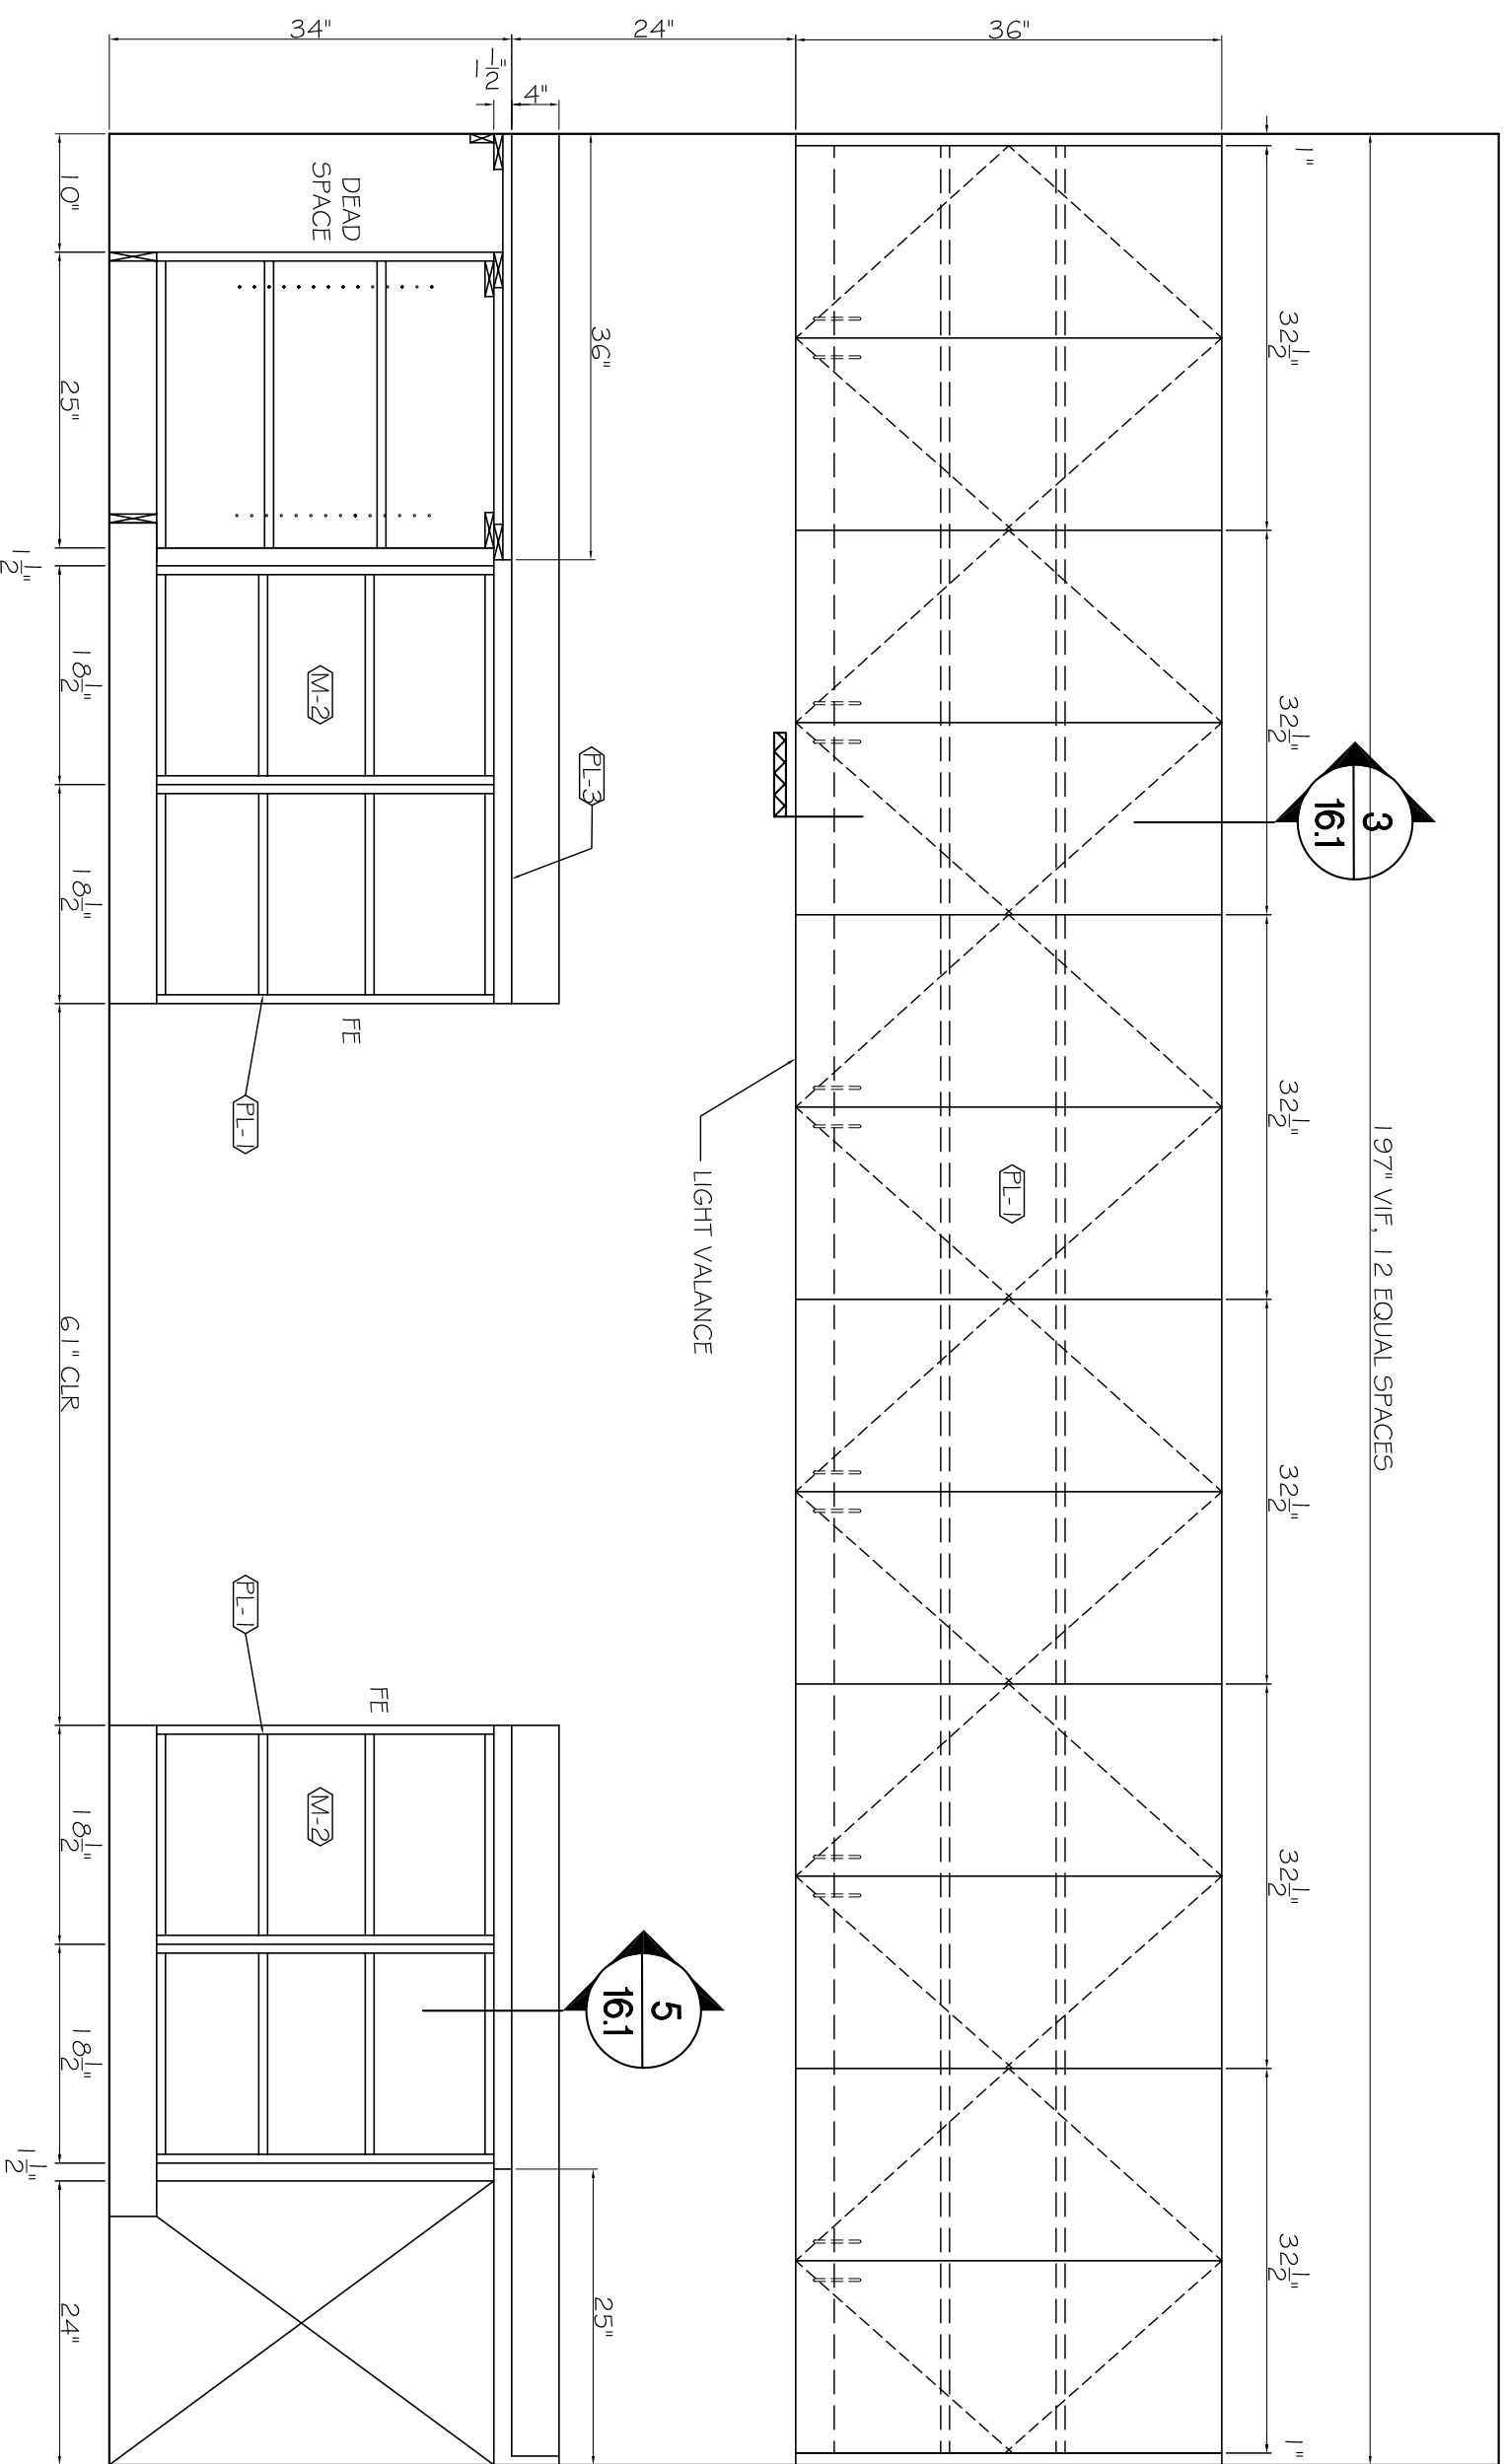 197" VIF, 12 EQUAL SPACES
1"
32 1/2"
32 1/2"
32 1/2"
32 1/2"
32 1/2"
32 1/2"
1"
3
16.1
36"
24"
34"
4"
1 1/2"
PL-1
LIGHT VALANCE
36"
PL-3
5
16.1
25"
DEAD
SPACE
M-2
FE
PL-1
FE
PL-1
M-2
10"
25"
1 1/2"
18 1/2"
18 1/2"
61" CLR
18 1/2"
18 1/2"
1 1/2"
24"